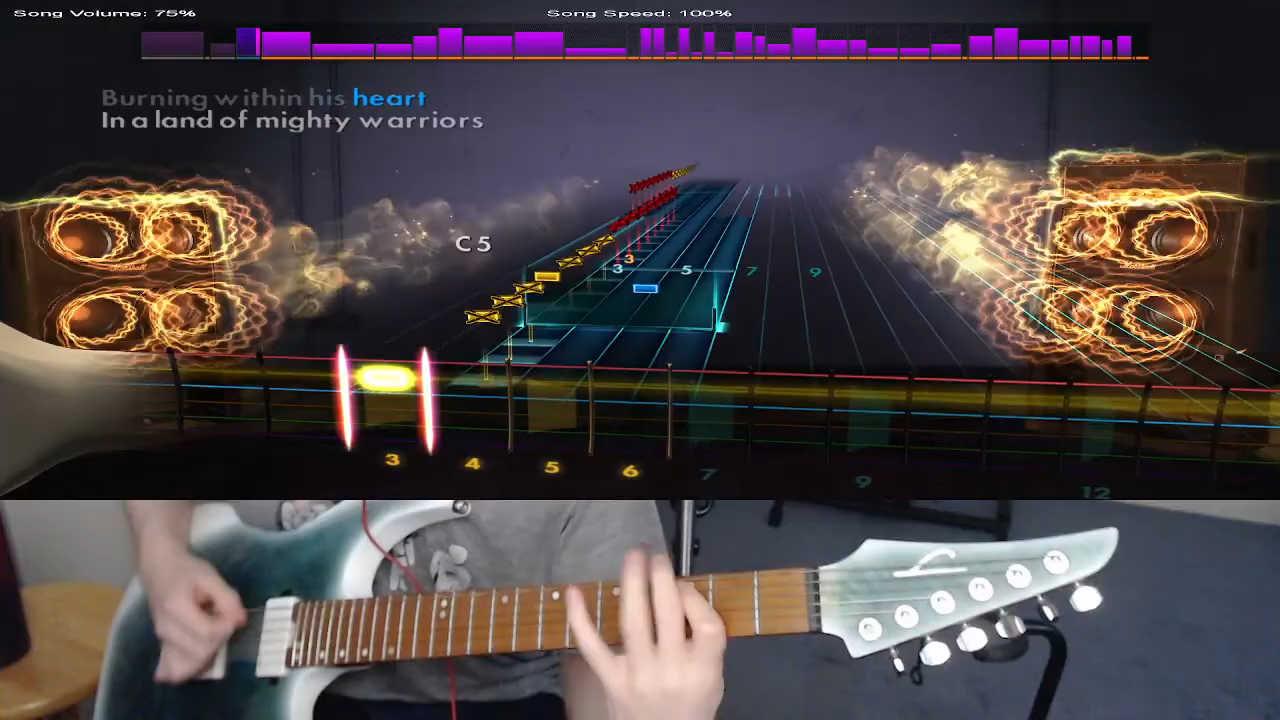 Song Volume: 75%
Song Speed: 100%
Burning within his heart
In a land of mighty warriors
C 5
3
3
5
7
9
3
4
5
6
7
9
12